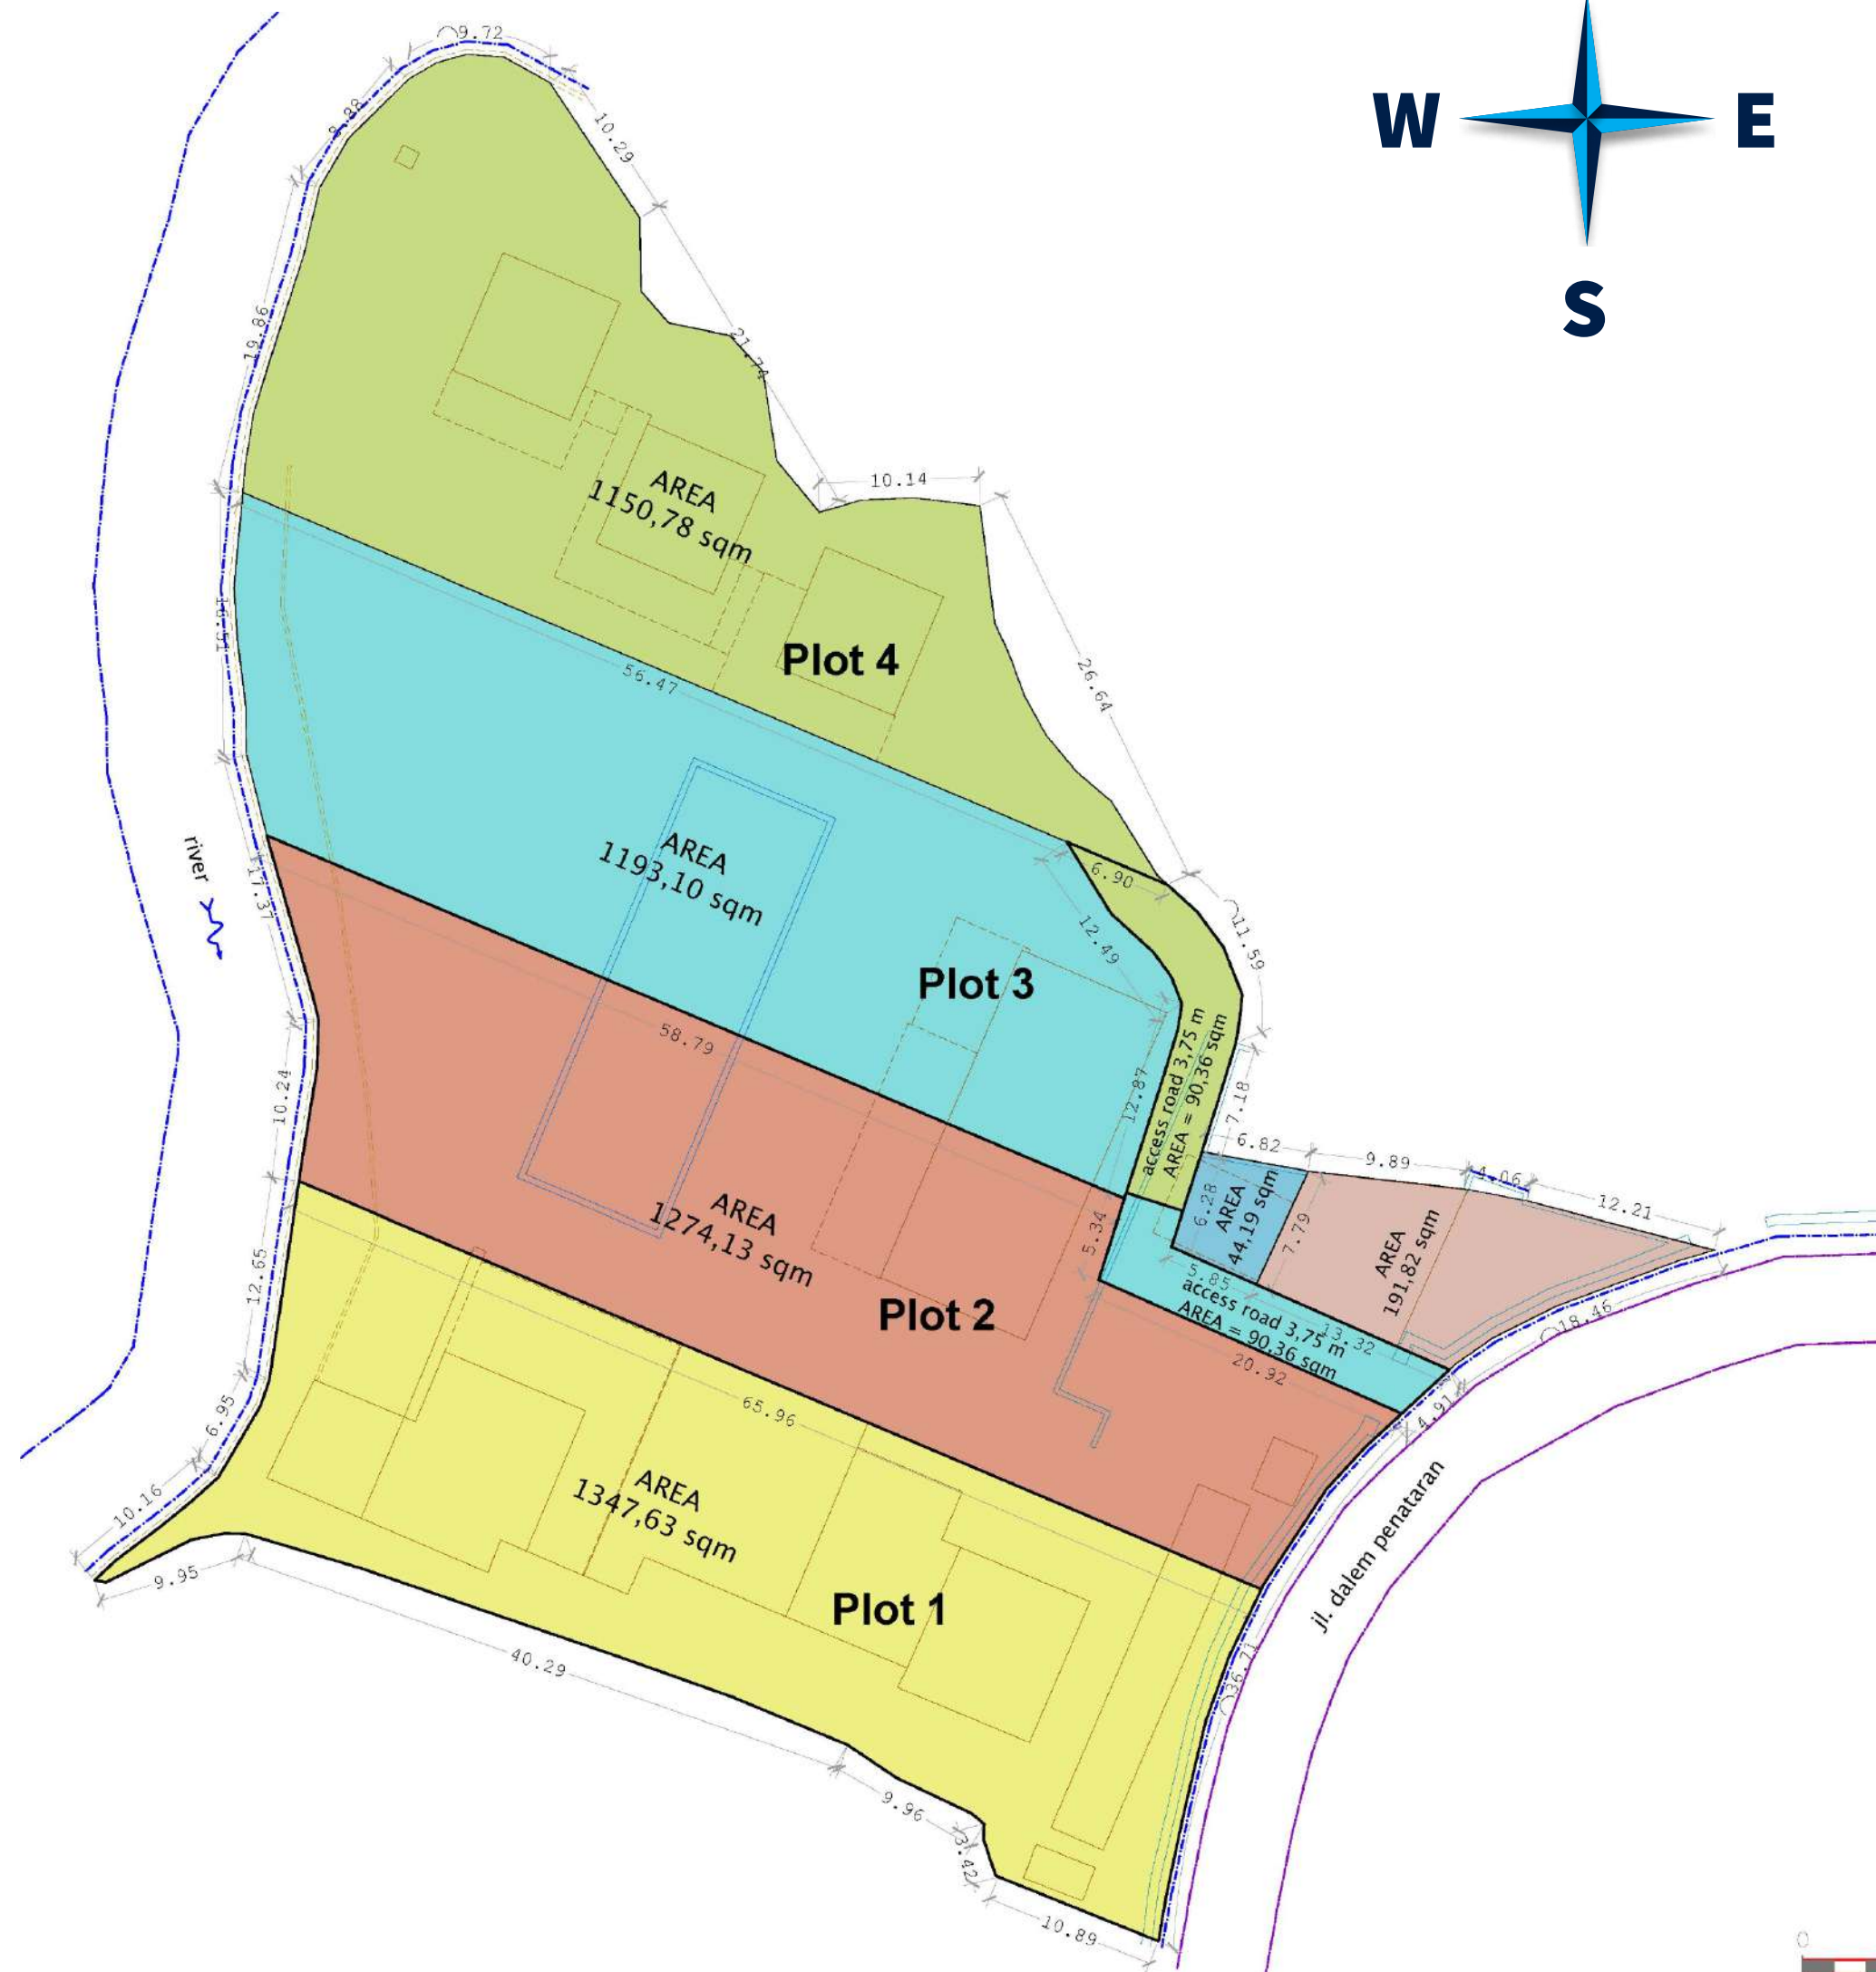 W
E
S
9.72
8.88
10.29
19.86
21.74
10.14
AREA
1150,78 sqm
Plot 4
56.47
26.64
AREA
1193,10 sqm
6.90
12.49
11.59
Plot 3
river
17.37
58.79
access road 3,75 m
AREA = 90,36 sqm
12.87
7.18
10.24
6.82
9.89
4.06
12.21
AREA
1274,13 sqm
5.34
6.28
AREA
44,19 sqm
7.79
AREA
191,82 sqm
12.65
Plot 2
5.85
access road 3,75 m
AREA = 90,36 sqm
13.32
20.92
18.46
65.96
4.91
6.95
10.16
AREA
1347,63 sqm
jl. dalem penataran
9.95
Plot 1
40.29
36.71
9.96
3.42
10.89
0